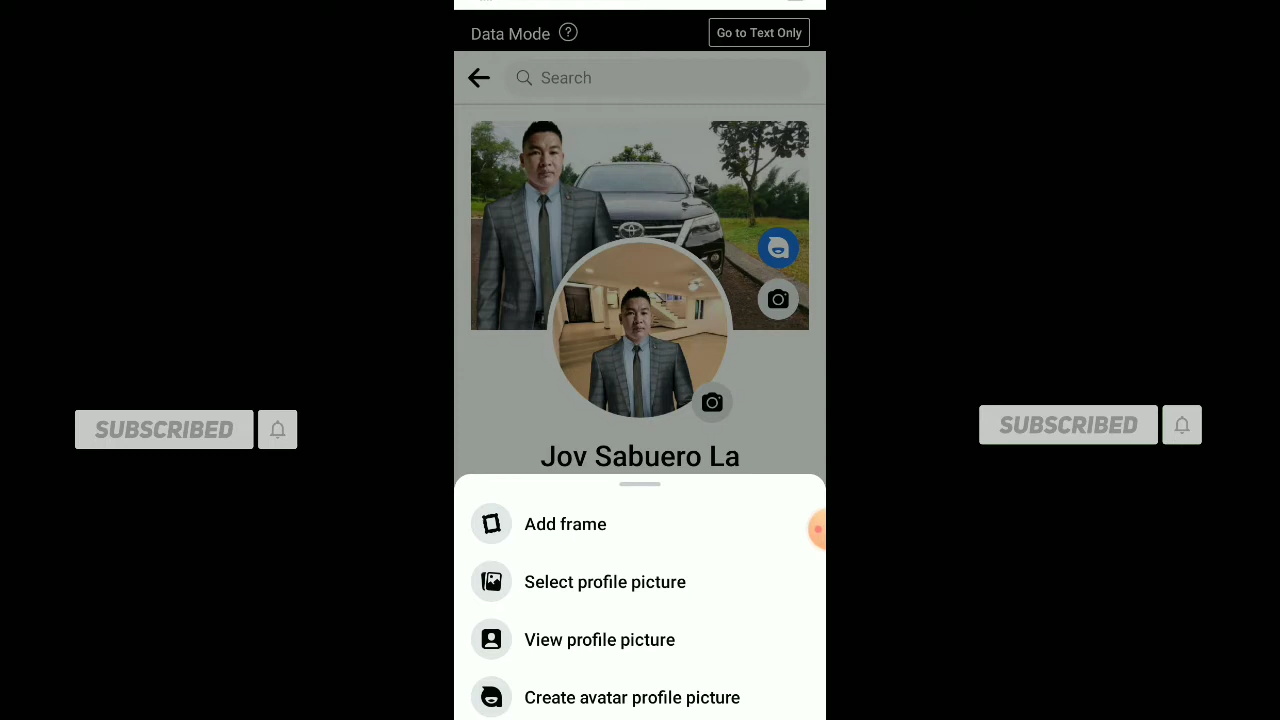 Data Mode ?
Go to Text Only
Search
Jov Sabuero La
SUBSCRIBED
SUBSCRIBED
Add frame
Select profile picture
View profile picture
Create avatar profile picture